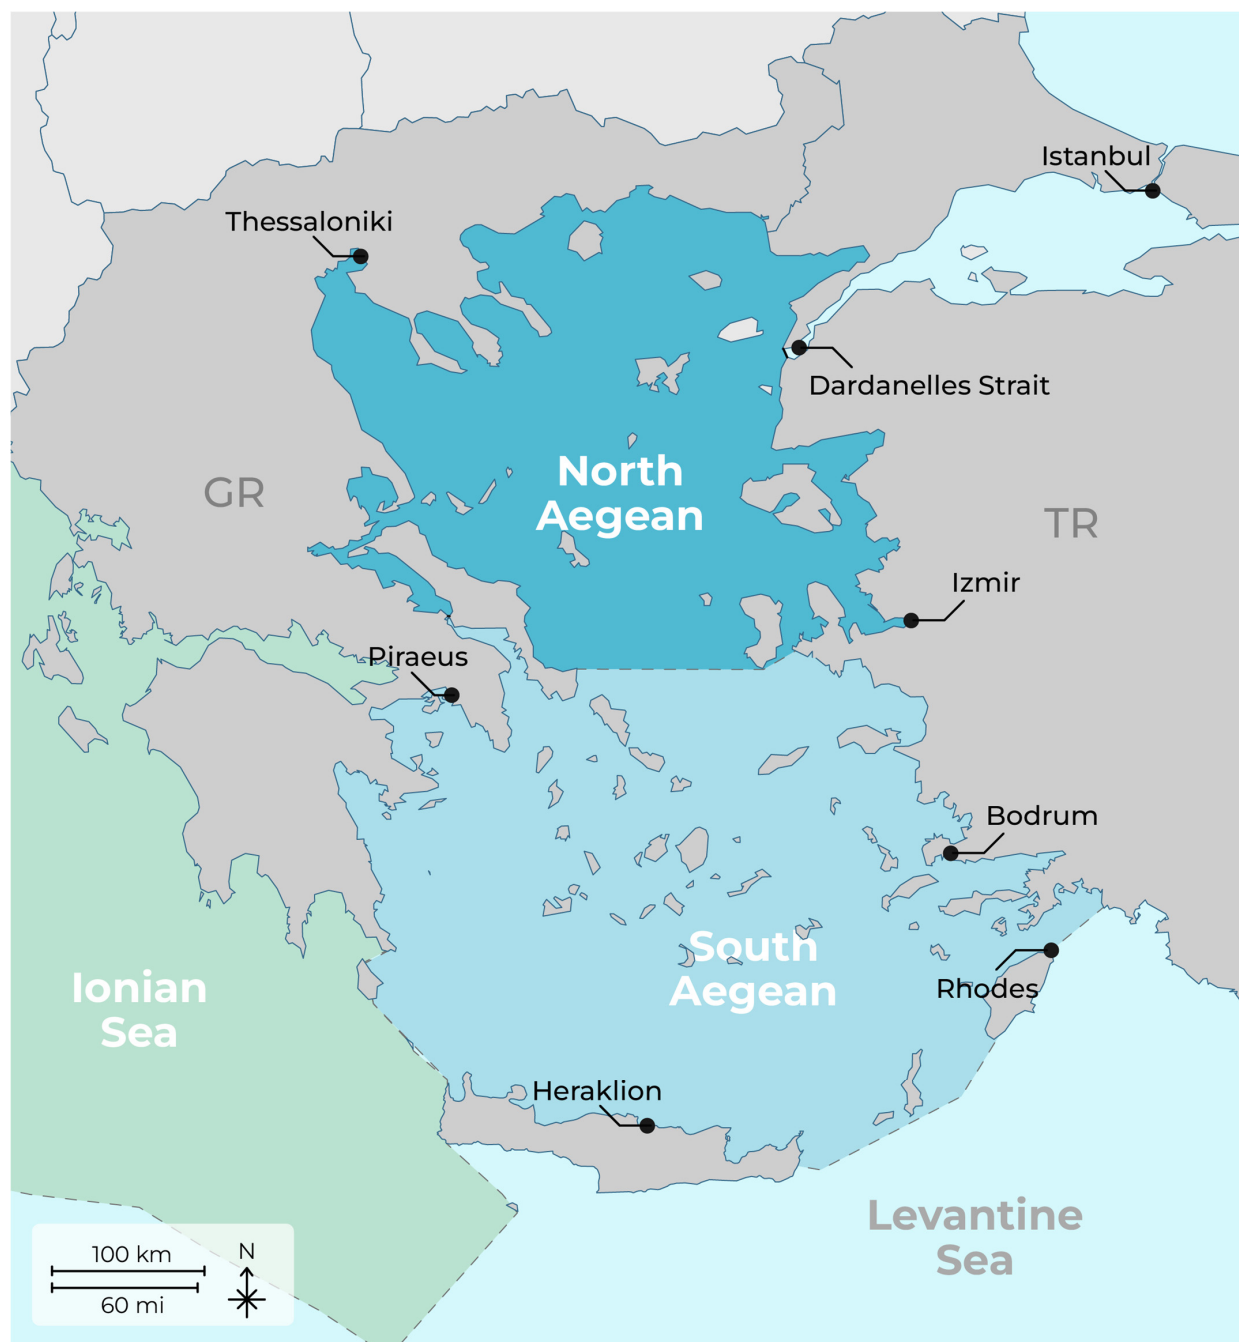 Istanbul
Thessaloniki
Dardanelles Strait
North
Aegean
GR
TR
Izmir
Piraeus
Bodrum
South
Aegean
Rhodes
Ionian
Sea
Heraklion
Levantine
Sea
100 km
N
60 mi